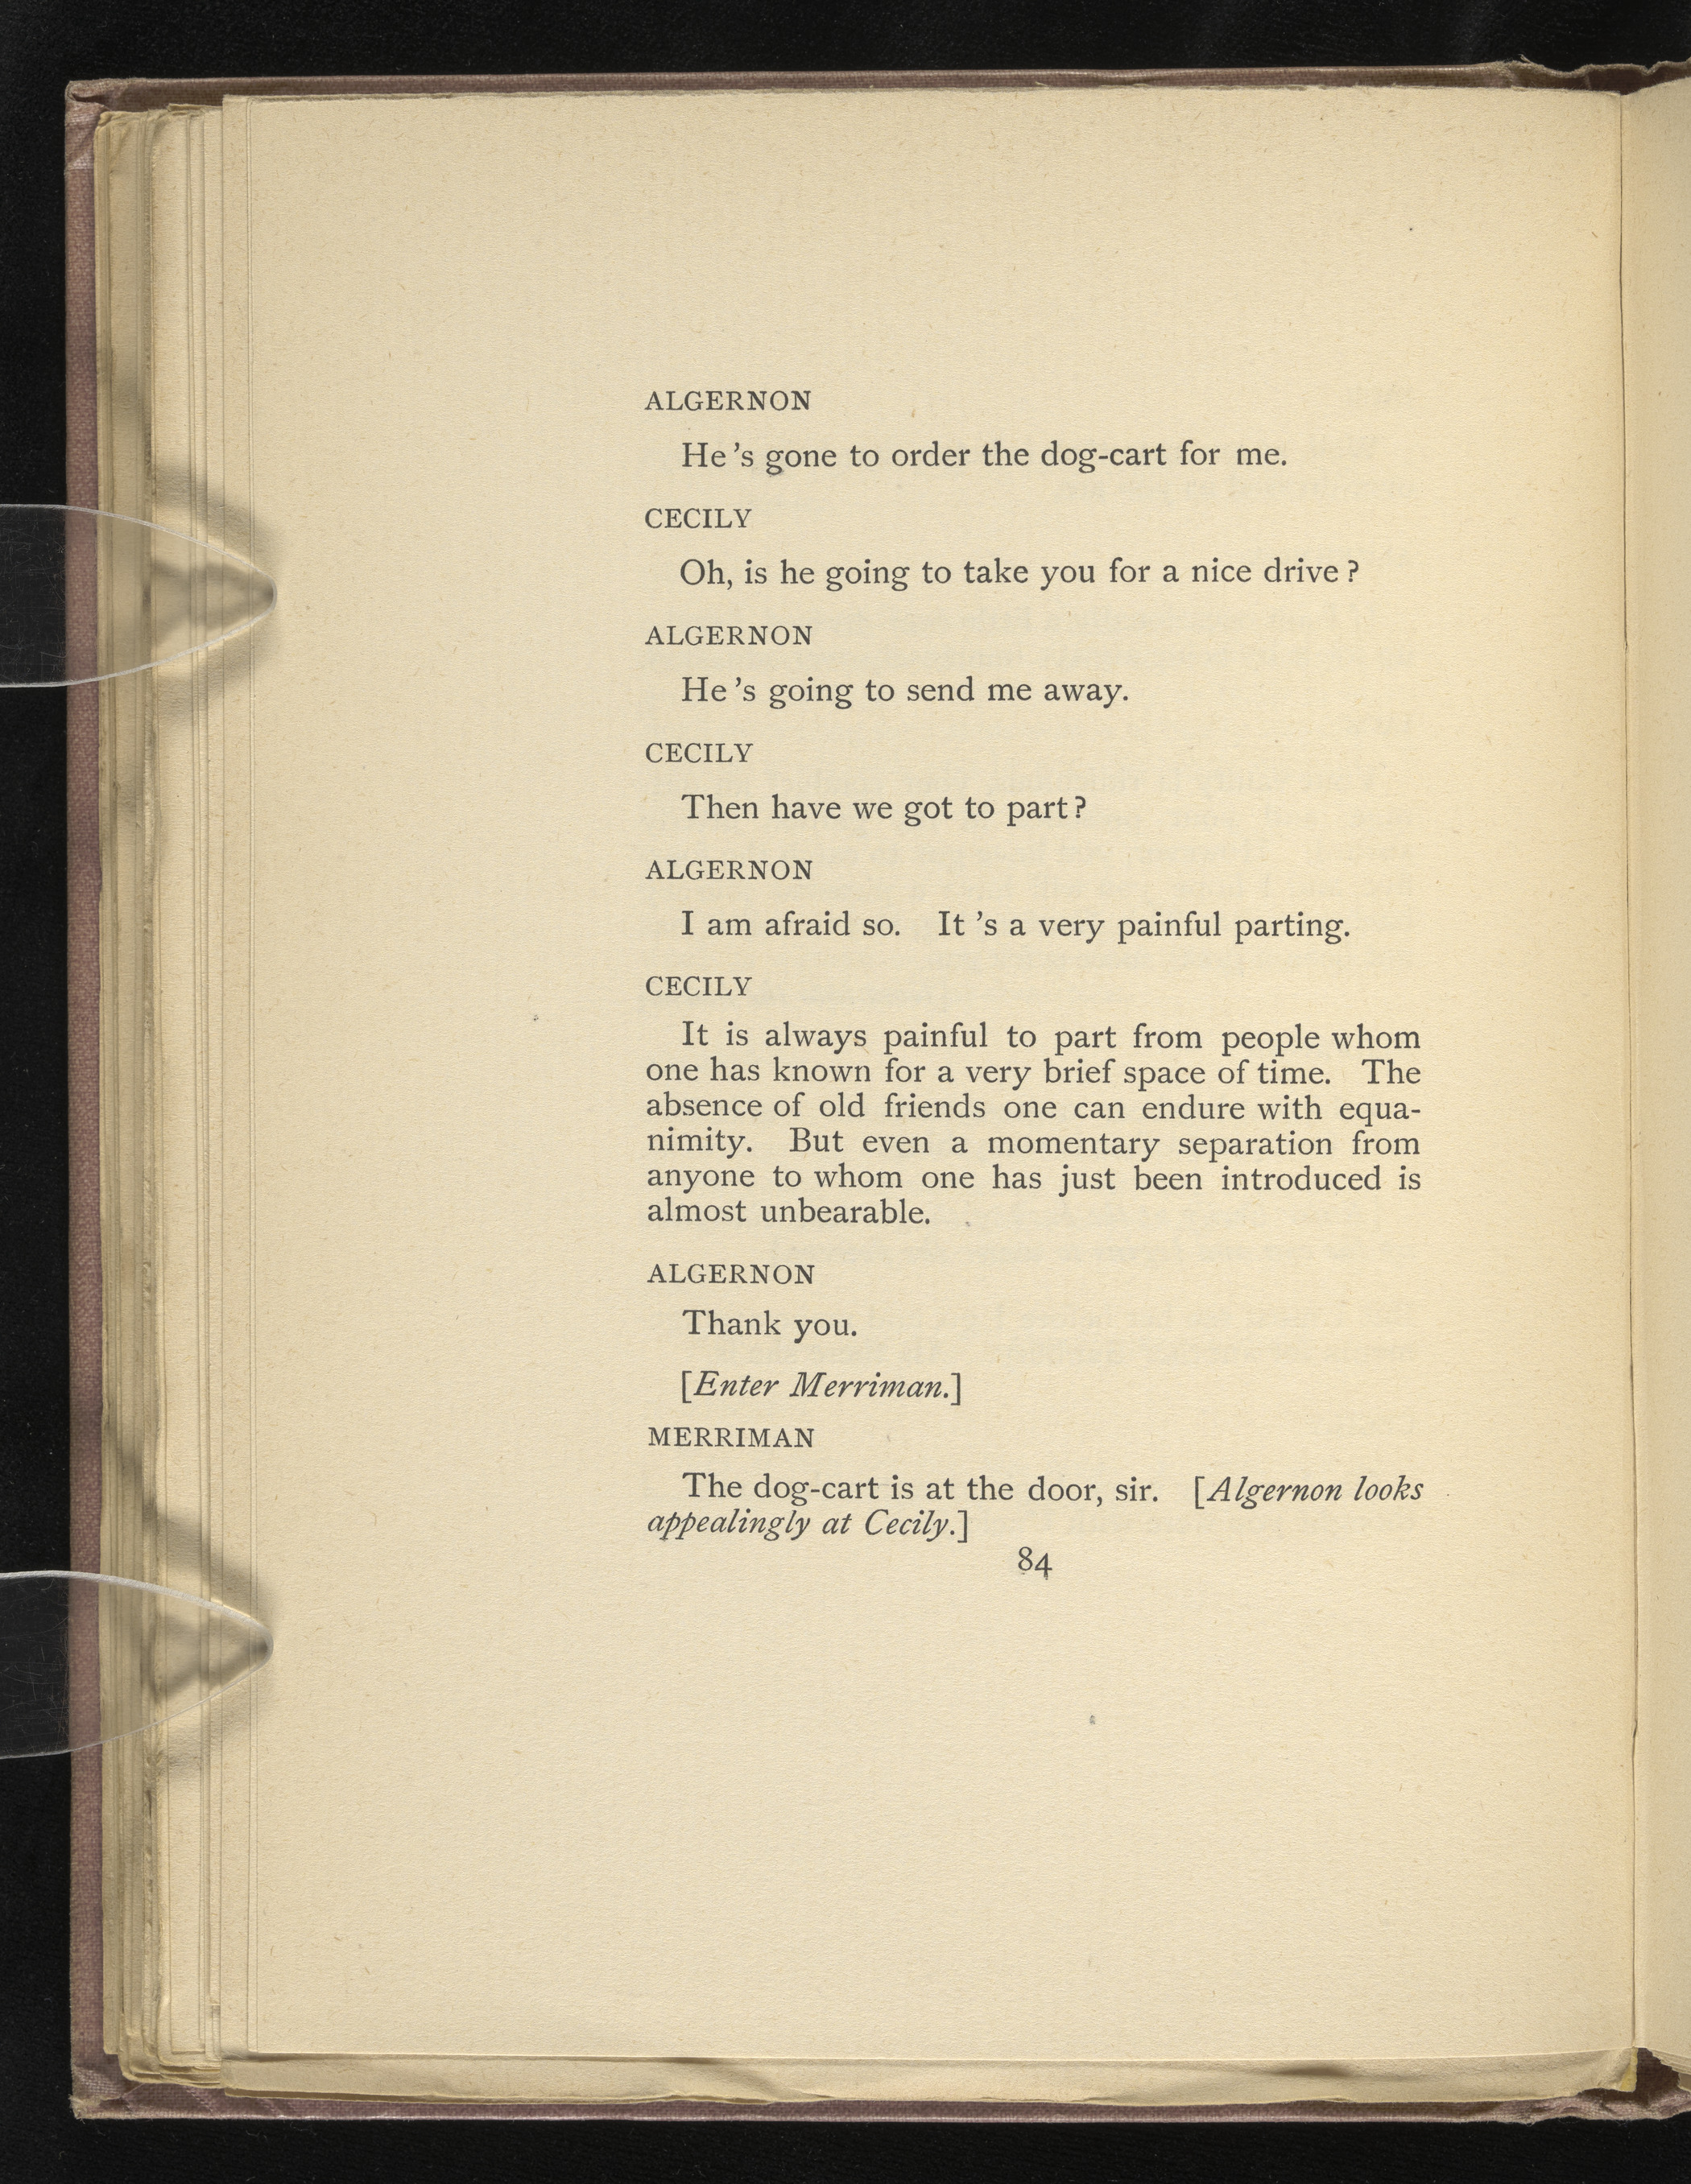 ALGERNON
He's gone to order the dog-cart for me.
CECILY
Oh, is he going to take you for a nice drive?
ALGERNON
He's going to send me away.
CECILY
Then have we got to part?
ALGERNON
I am afraid so. It's a very painful parting.
CECILY
It is always painful to part from people whom
one has known for a very brief space of time. The
absence of old friends one can endure with equa-
nimity. But even a momentary separation from
anyone to whom one has just been introduced is
almost unbearable.
ALGERNON
Thank you.
[Enter Merriman.]
MERRIMAN
The dog-cart is at the door, sir. [Algernon looks
appealingly at Cecily.]
84